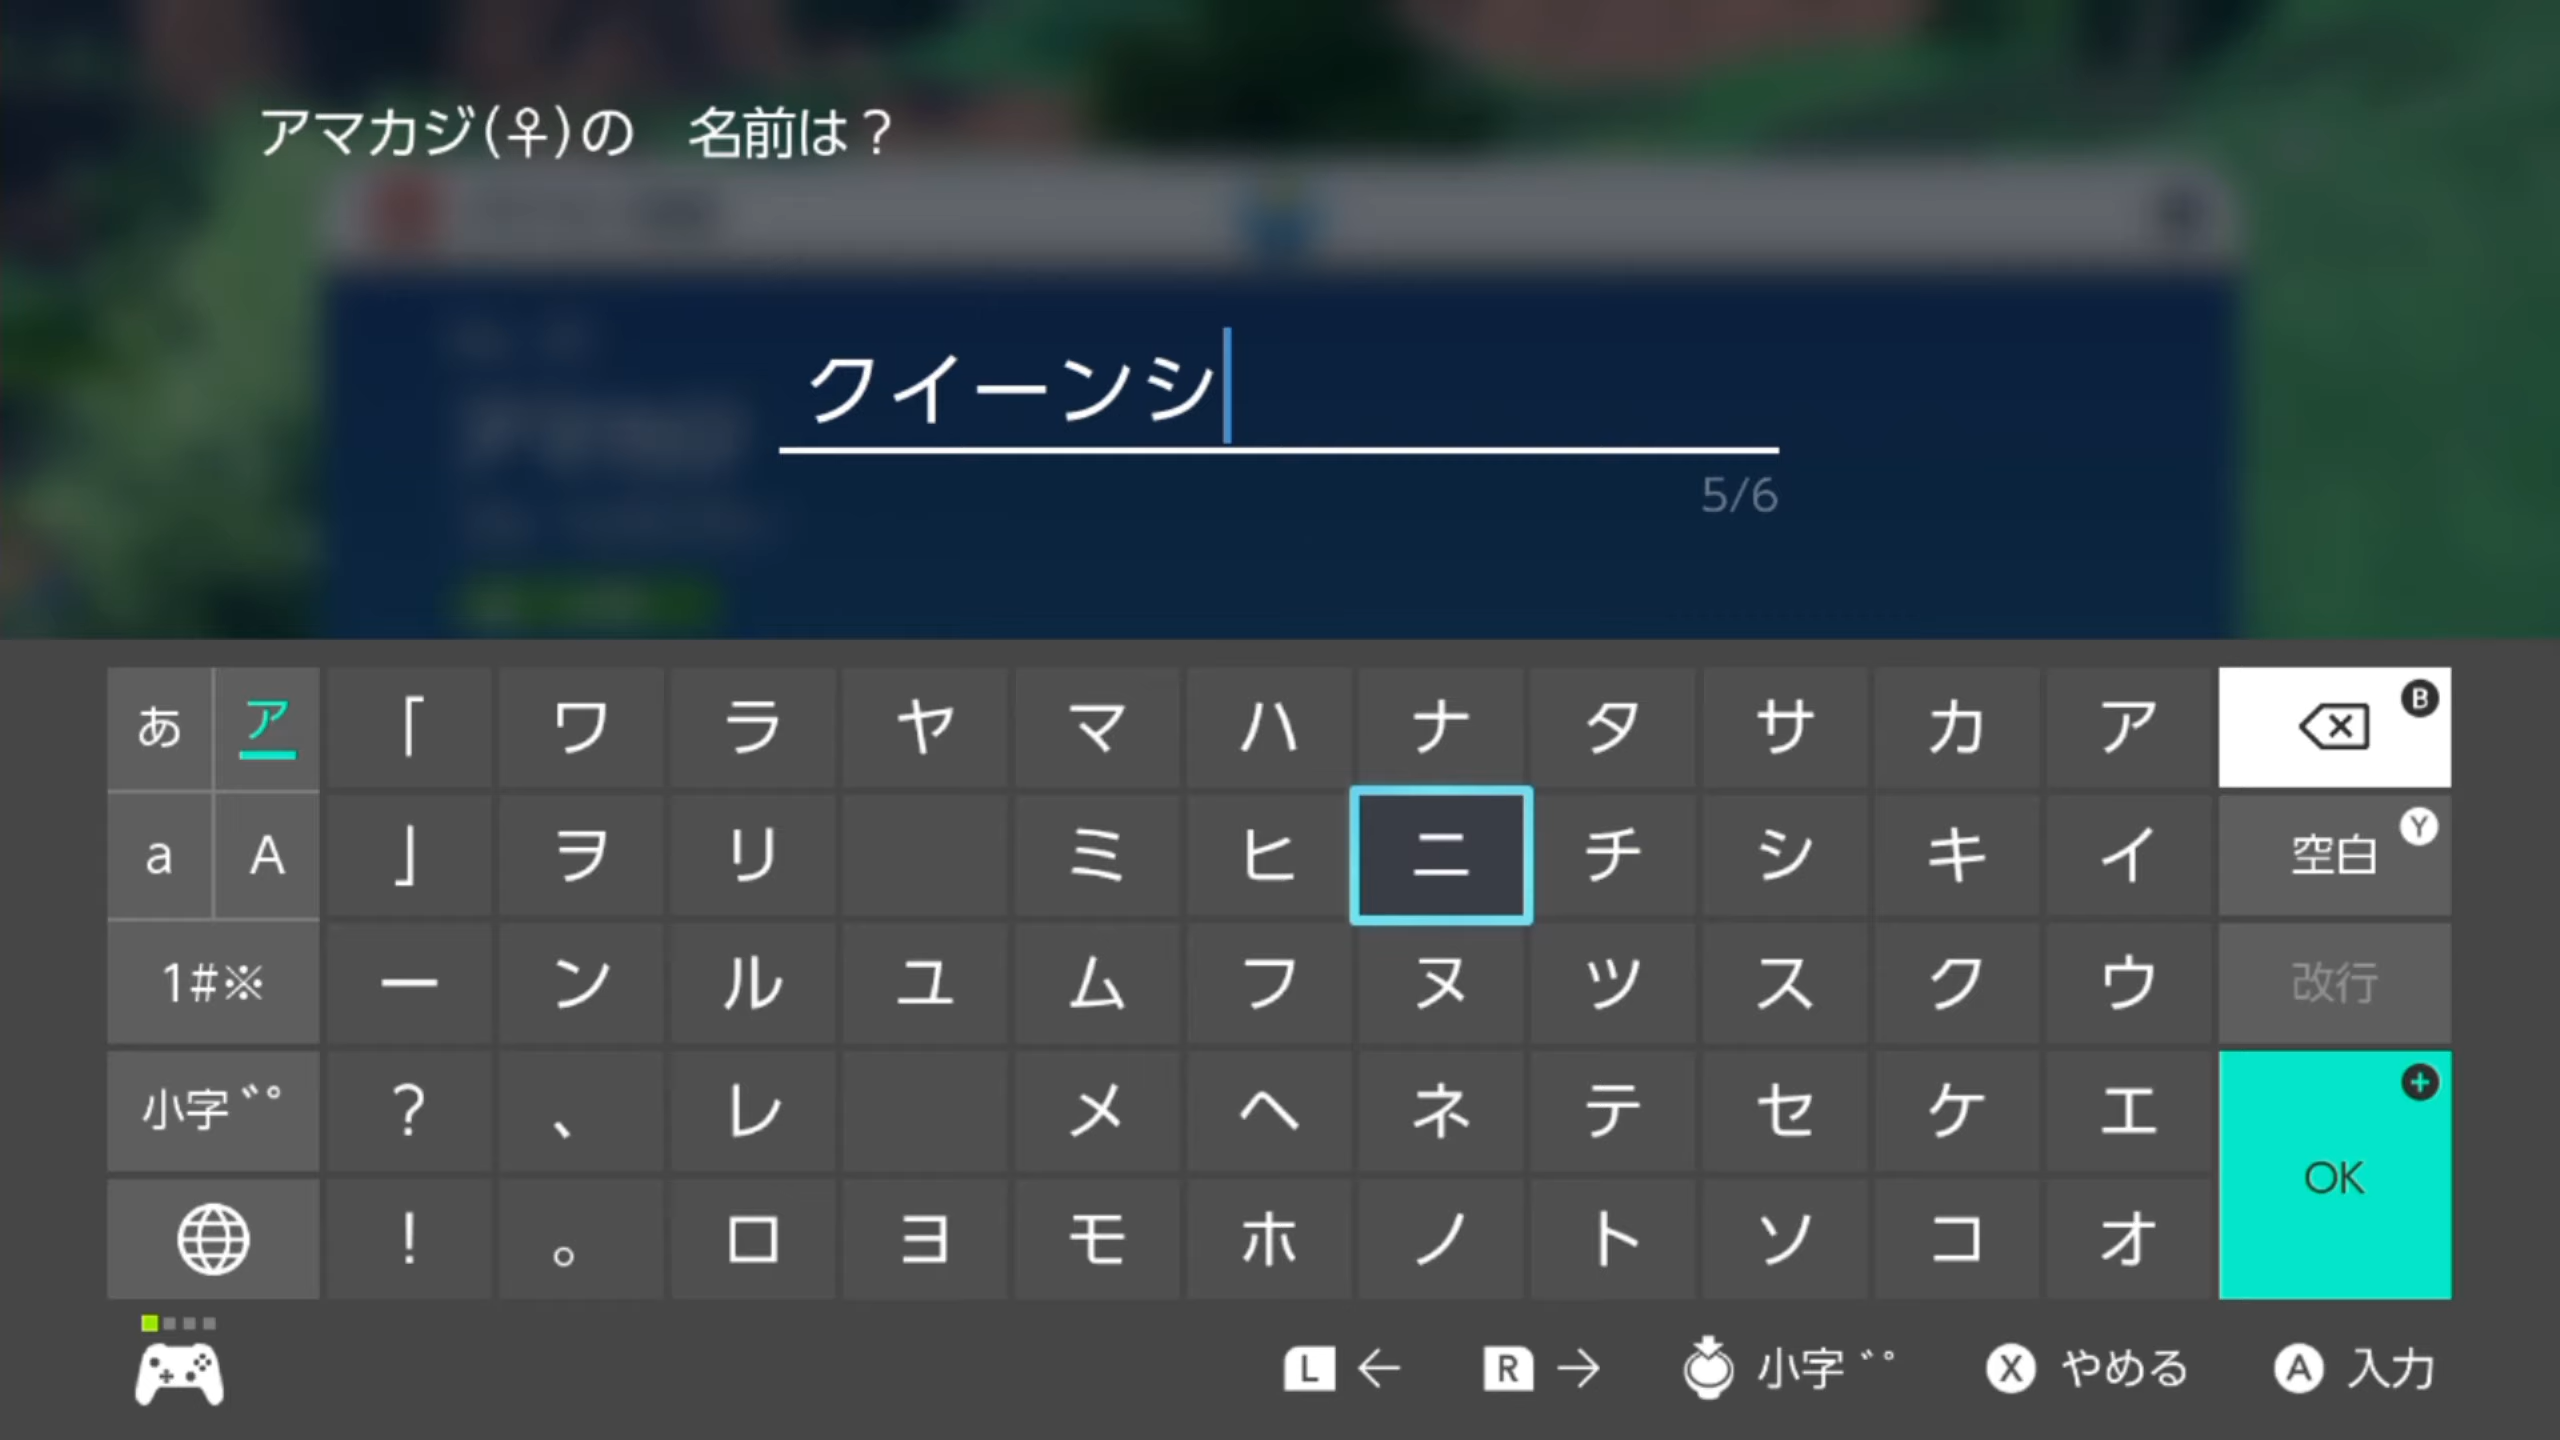 アマカジ(♀)の　名前は？
クイーンシ
5/6
あ ア 「 ワ ラ ヤ マ ハ ナ タ サ カ ア B
a A 」 ヲ リ ミ ヒ ニ チ シ キ イ 空白 Y
1#※ ー ン ル ユ ム フ ヌ ツ ス ク ウ 改行
小字 ゛゜ ？ 、 レ メ ヘ ネ テ セ ケ エ +
！ 。 ロ ヨ モ ホ ノ ト ソ コ オ OK
L ← R → 小字 ゛゜ X やめる A 入力